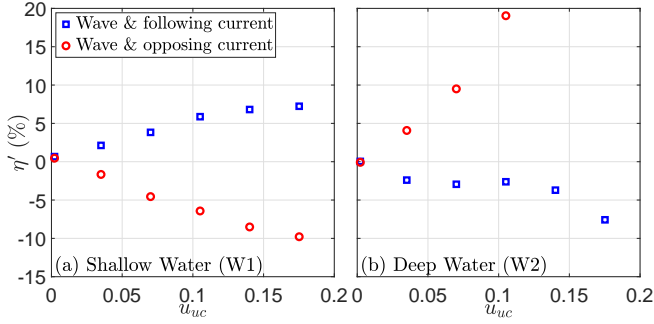 20
15
10
5
0
-5
-10
-15
η′ (%)
Wave & following current
Wave & opposing current
(a) Shallow Water (W1)
0 0.05 0.1 0.15 0.2
u_uc
(b) Deep Water (W2)
0 0.05 0.1 0.15 0.2
u_uc